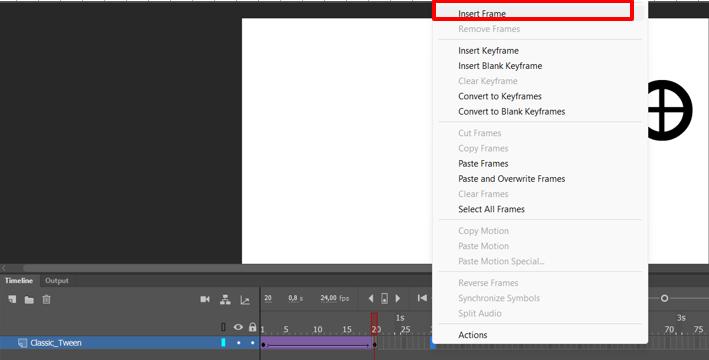 Insert Frame
Remove Frames
Insert Keyframe
Insert Blank Keyframe
Clear Keyframe
Convert to Keyframes
Convert to Blank Keyframes
Cut Frames
Copy Frames
Paste Frames
Paste and Overwrite Frames
Clear Frames
Select All Frames
Copy Motion
Paste Motion
Paste Motion Special...
Reverse Frames
Synchronize Symbols
Split Audio
Actions
Timeline Output
20 0,8 s 24,00 fps
1s 3s
1 5 10 15 20 25 70 75
Classic_Tween